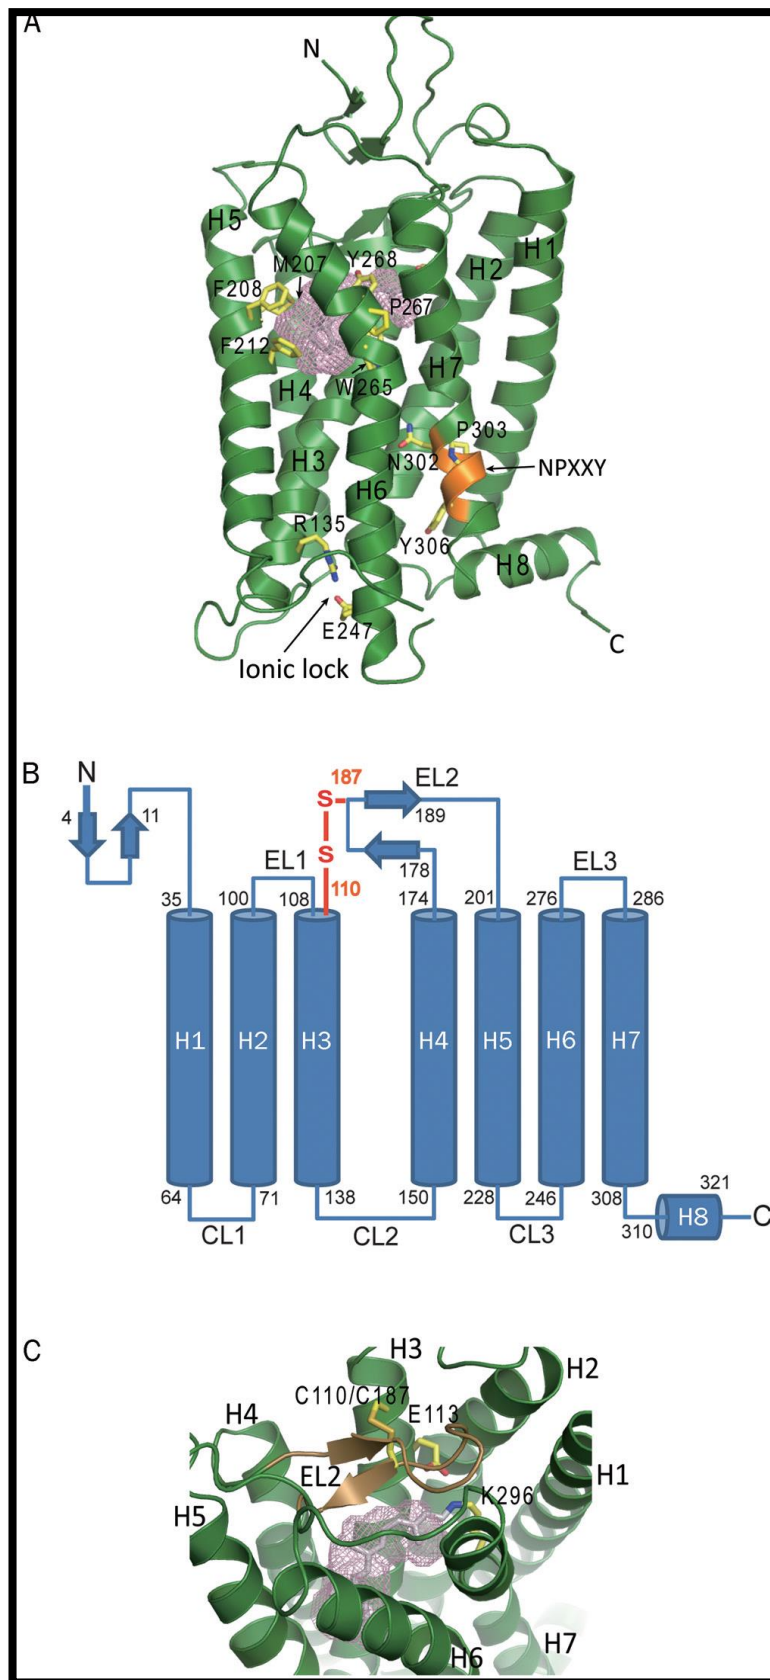 A
N
H5
H1
M207
Y268
H2
F208
P267
F212
H7
H4
W265
P303
H3
N302
NPXXY
H6
R135
Y306
H8
E247
C
Ionic lock
B
N
187
EL2
4
11
S
189
S
EL1
178
EL3
110
35
100
108
174
201
276
286
H1
H2
H3
H4
H5
H6
H7
64
71
138
150
228
246
308
321
H8
C
310
CL1
CL2
CL3
C
H3
H2
C110/C187
H4
E113
EL2
H1
K296
H5
H7
H6